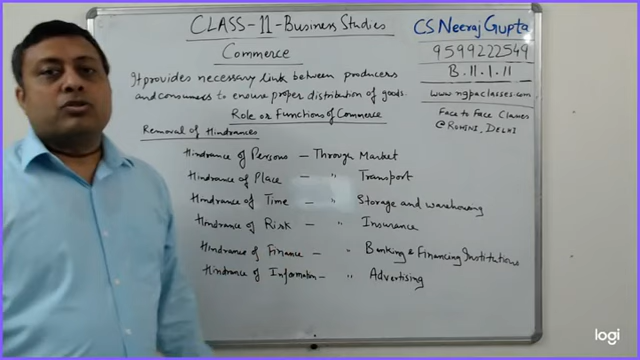 CLASS-11-Business Studies
CS Neeraj Gupta
9599222549
B.11.1.11
www.ngpaclasses.com
Face to Face Classes
@ROHINI, DELHI
Commerce
It provides necessary link between producers
and consumers to ensure proper distribution of goods.
Role or Functions of Commerce
Removal of Hindrances
Hindrance of Persons - Through Market
Hindrance of Place - " Transport
Hindrance of Time - " Storage and warehousing
Hindrance of Risk - " Insurance
Hindrance of Finance - " Banking & Financing Institutions
Hindrance of Information - " Advertising
logi